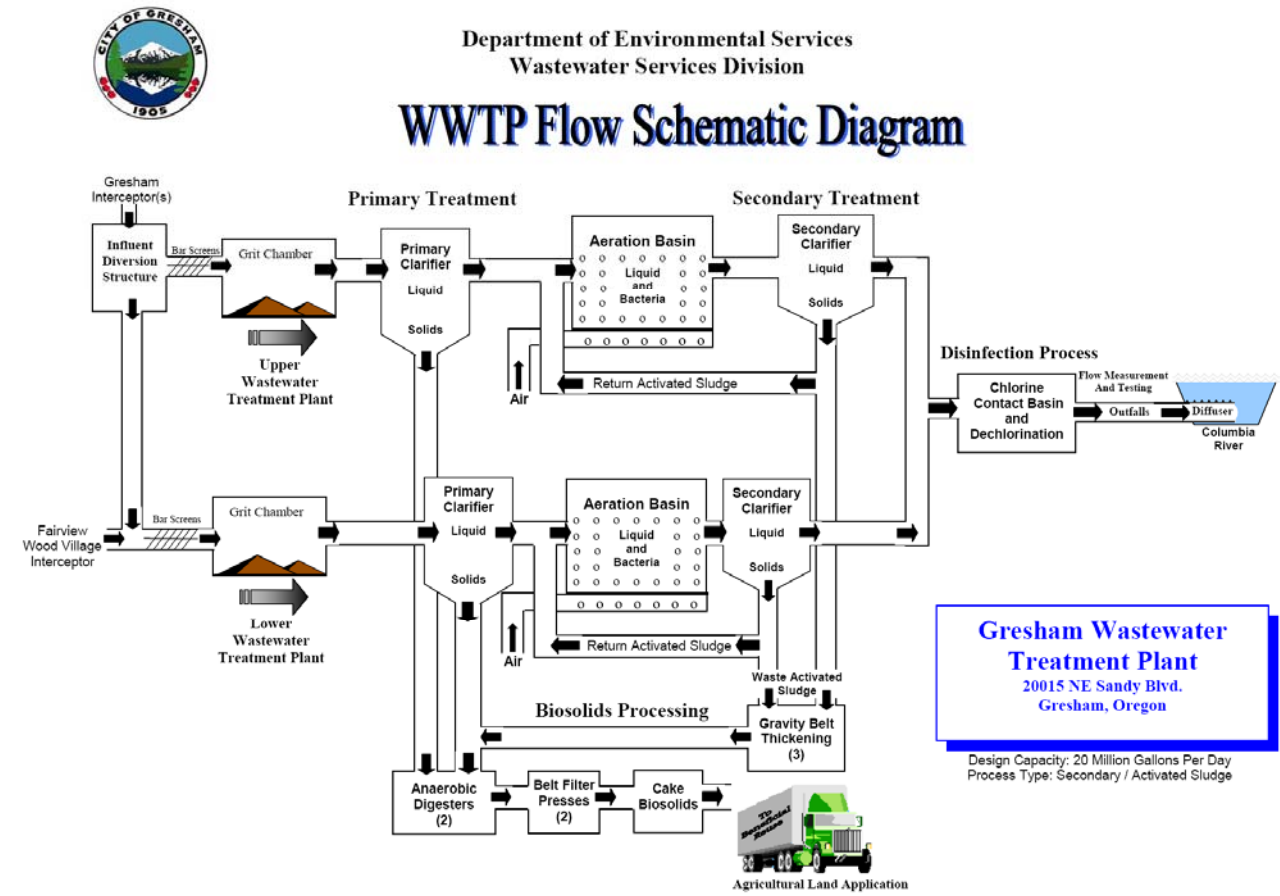 CITY OF GRESHAM
1905
Department of Environmental Services
Wastewater Services Division
WWTP Flow Schematic Diagram
Gresham
Interceptor(s)
Primary Treatment
Secondary Treatment
Influent
Diversion
Structure
Bar Screens
Grit Chamber
Primary
Clarifier
Liquid
Solids
Aeration Basin
Liquid
and
Bacteria
Secondary
Clarifier
Liquid
Solids
Upper
Wastewater
Treatment Plant
Air
Return Activated Sludge
Disinfection Process
Chlorine
Contact Basin
and
Dechlorination
Flow Measurement
And Testing
Outfalls
Diffuser
Columbia
River
Fairview
Wood Village
Interceptor
Bar Screens
Grit Chamber
Primary
Clarifier
Liquid
Solids
Aeration Basin
Liquid
and
Bacteria
Secondary
Clarifier
Liquid
Solids
Lower
Wastewater
Treatment Plant
Air
Return Activated Sludge
Waste Activated
Sludge
Biosolids Processing
Gravity Belt
Thickening
(3)
Anaerobic
Digesters
(2)
Belt Filter
Presses
(2)
Cake
Biosolids
To
Beneficial
Reuse
Agricultural Land Application
Gresham Wastewater
Treatment Plant
20015 NE Sandy Blvd.
Gresham, Oregon
Design Capacity: 20 Million Gallons Per Day
Process Type: Secondary / Activated Sludge